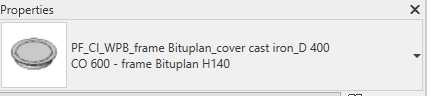 Properties
PF_CI_WPB_frame Bituplan_cover cast iron_D 400
CO 600 - frame Bituplan H140